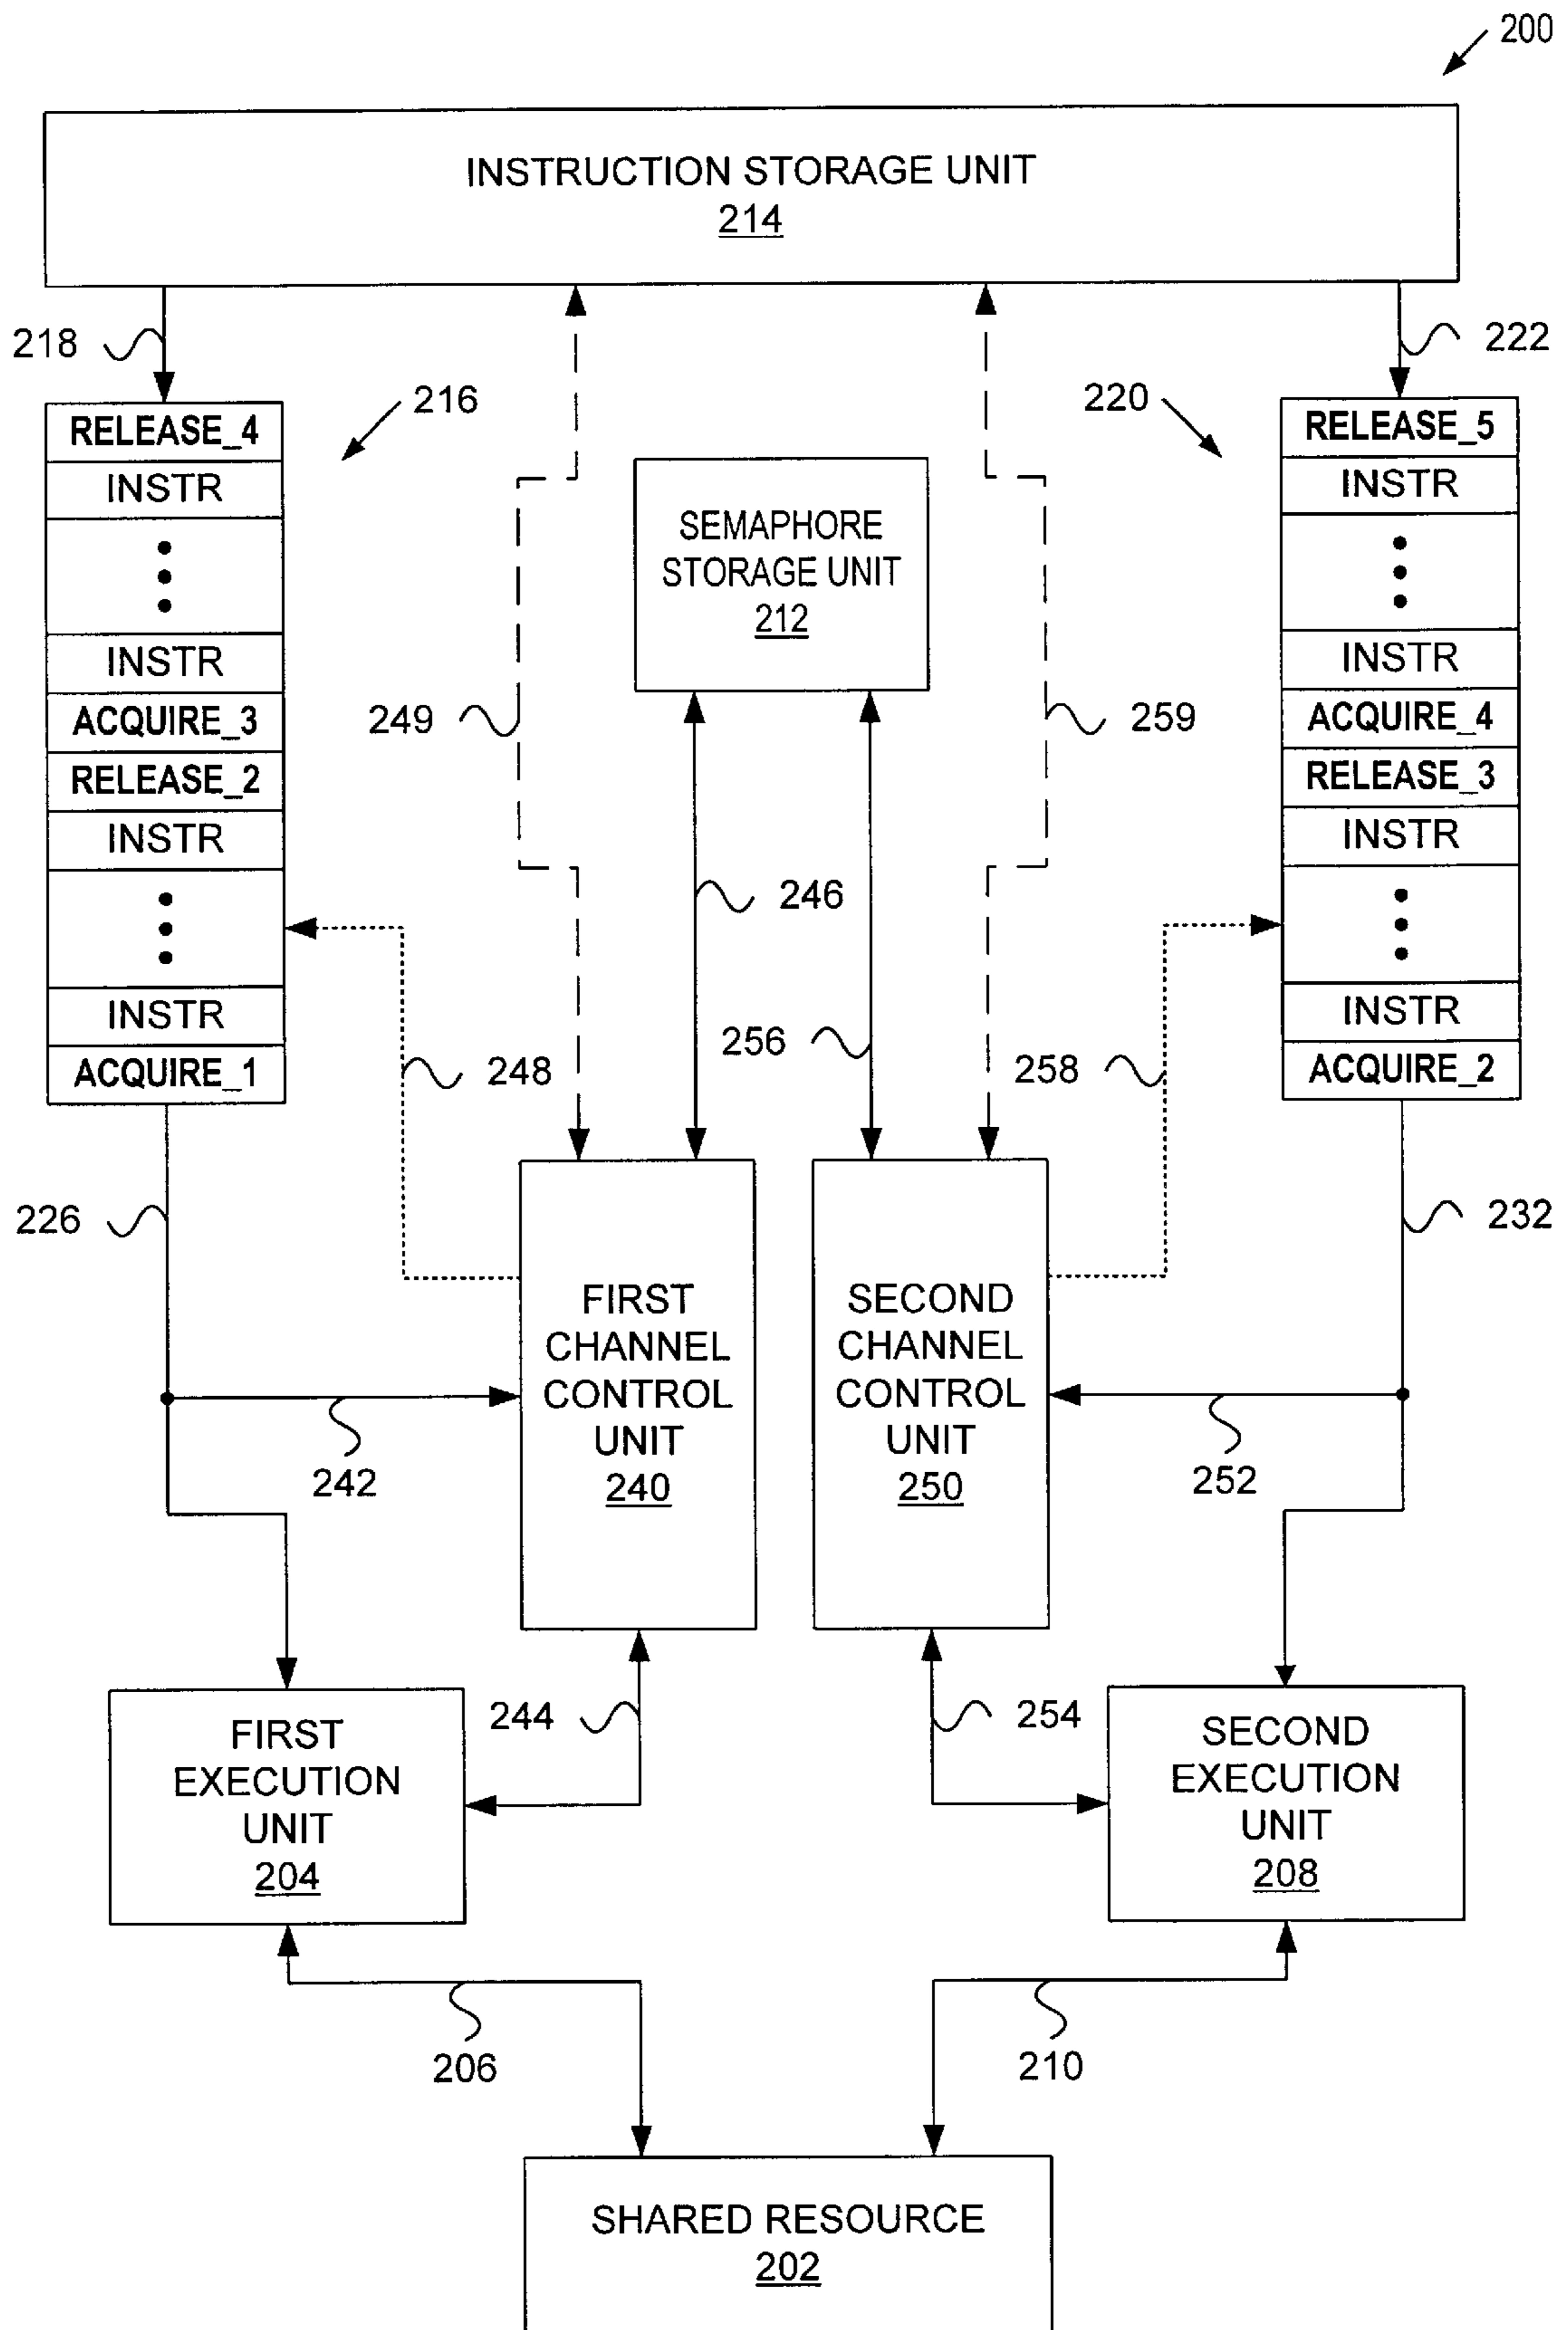 200
INSTRUCTION STORAGE UNIT
214
218
222
216
220
RELEASE_4
INSTR
INSTR
ACQUIRE_3
RELEASE_2
INSTR
INSTR
ACQUIRE_1
SEMAPHORE
STORAGE UNIT
212
RELEASE_5
INSTR
INSTR
ACQUIRE_4
RELEASE_3
INSTR
INSTR
ACQUIRE_2
249
259
246
256
248
258
226
232
FIRST
CHANNEL
CONTROL
UNIT
240
SECOND
CHANNEL
CONTROL
UNIT
250
242
252
244
254
FIRST
EXECUTION
UNIT
204
SECOND
EXECUTION
UNIT
208
206
210
SHARED RESOURCE
202